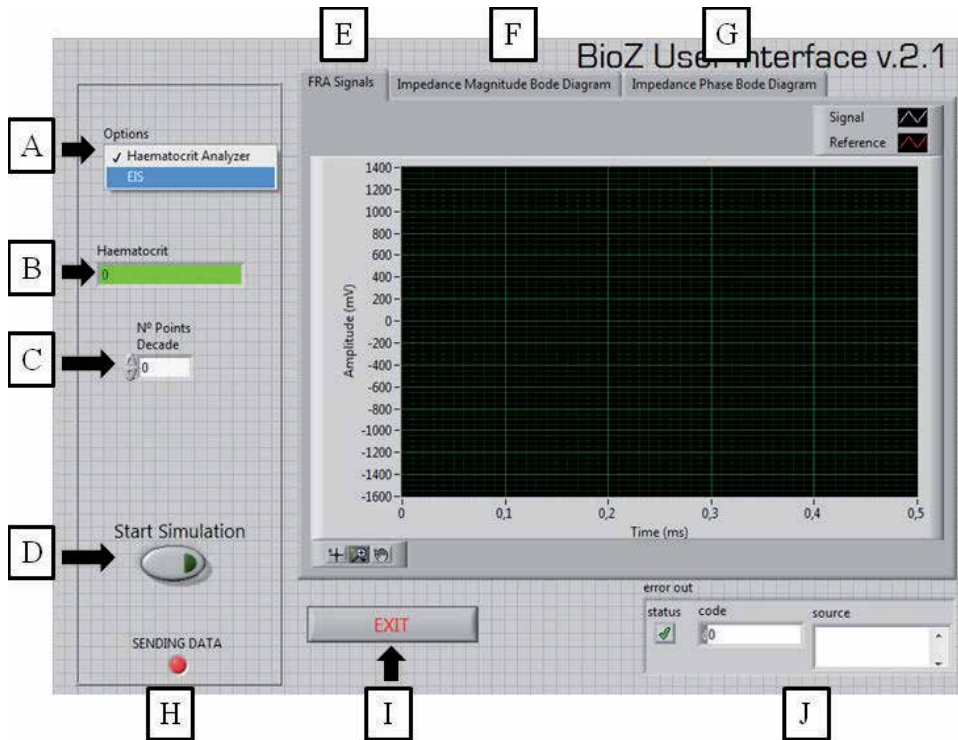 E
F
G
BioZ User Interface v.2.1
FRA Signals
Impedance Magnitude Bode Diagram
Impedance Phase Bode Diagram
Signal
Reference
A
Options
✓ Haematocrit Analyzer
EIS
B
Haematocrit
0
C
Nº Points
Decade
0
D
Start Simulation
SENDING DATA
H
Amplitude (mV)
1400
1200
1000
800
600
400
200
0
-200
-400
-600
-800
-1000
-1200
-1400
-1600
0 0,1 0,2 0,3 0,4 0,5
Time (ms)
EXIT
I
error out
status code source
0
J